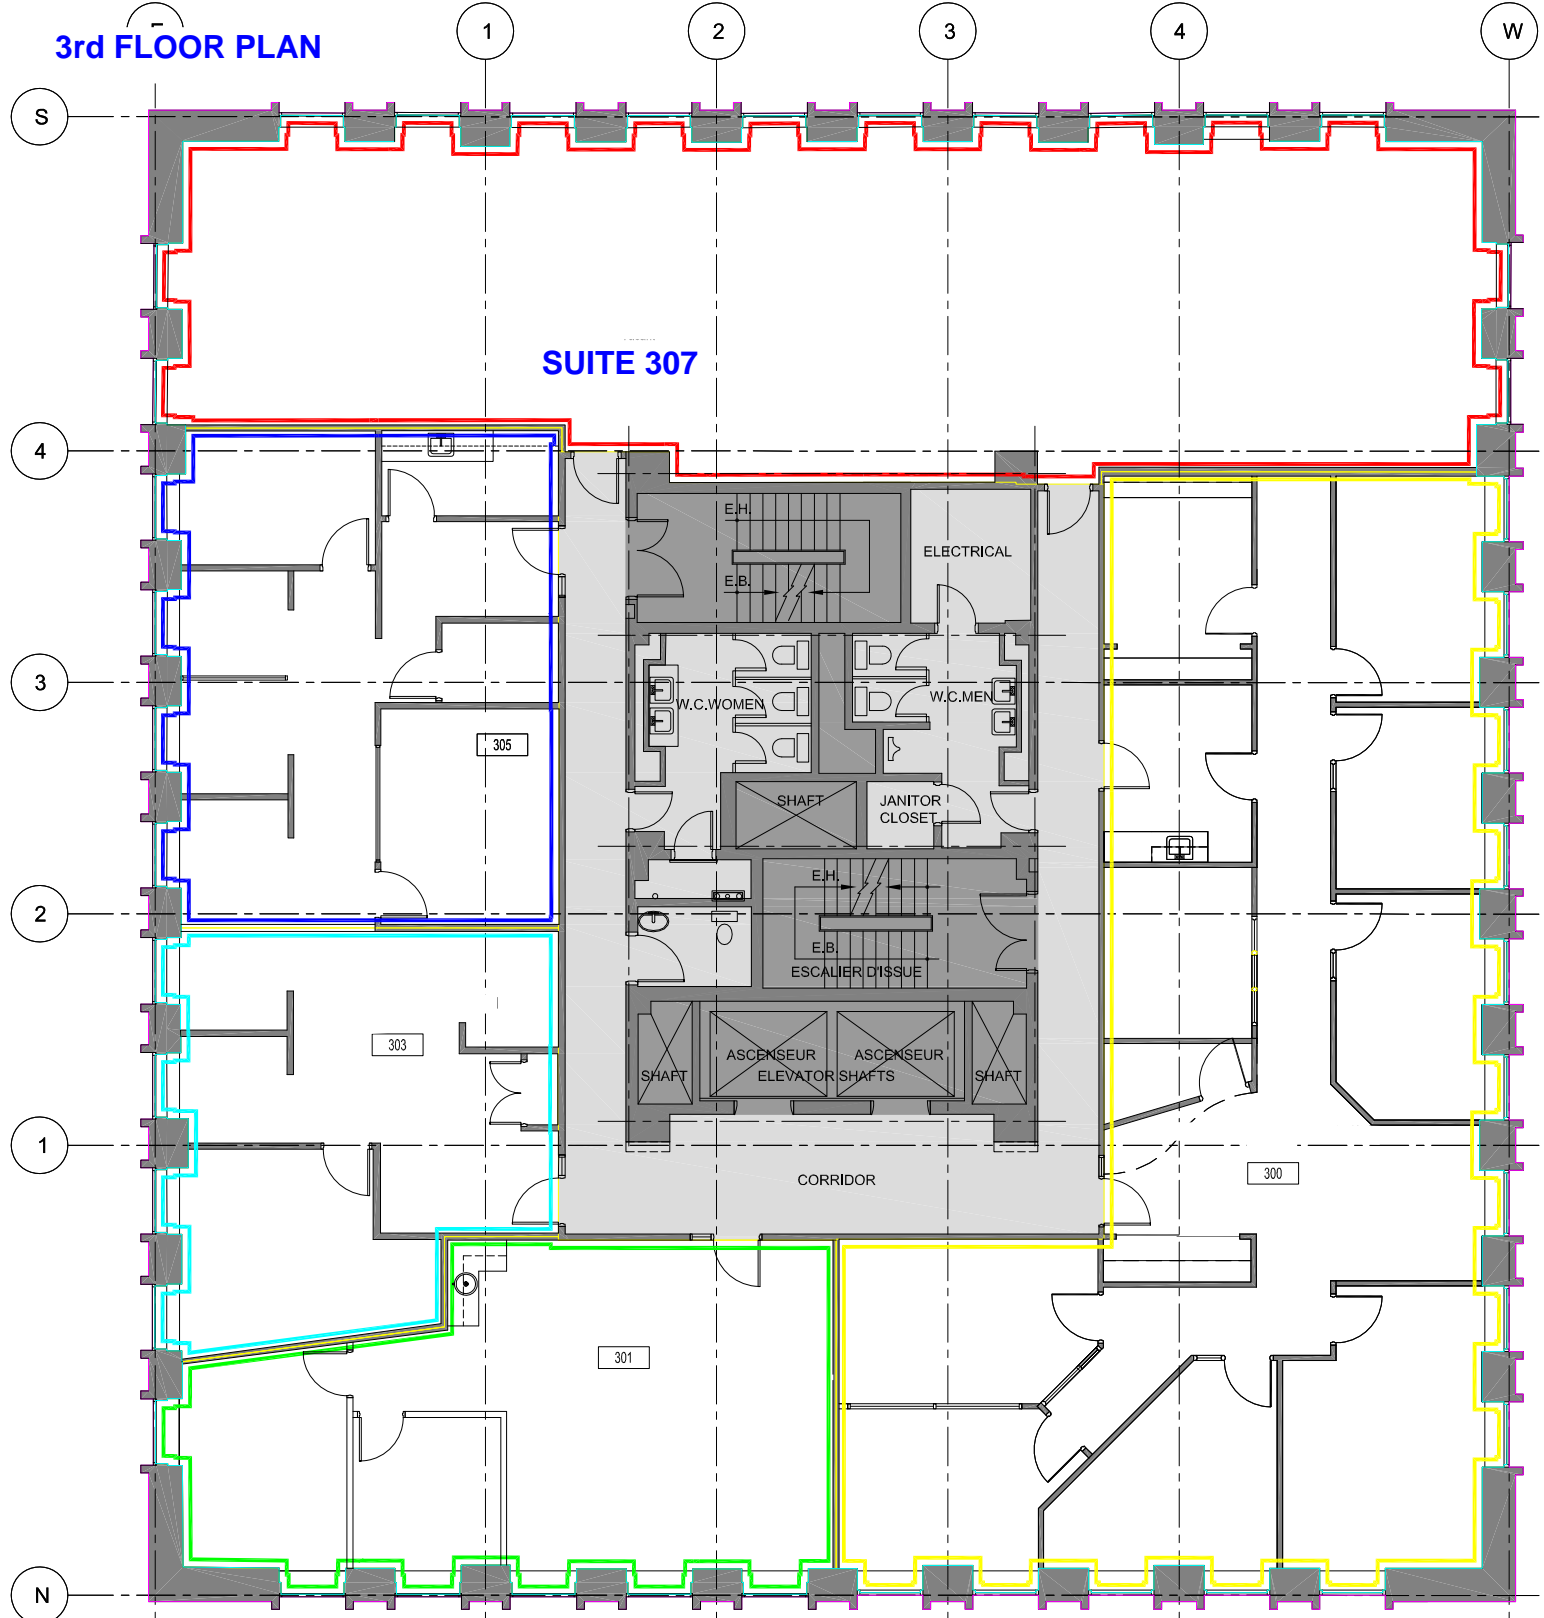 3rd FLOOR PLAN
1
2
3
4
W
S
SUITE 307
4
E.H.
ELECTRICAL
E.B.
3
W.C.WOMEN
W.C.MEN
305
SHAFT
JANITOR
CLOSET
E.H.
2
E.B.
ESCALIER D'ISSUE
303
ASCENSEUR
ASCENSEUR
SHAFT
ELEVATOR SHAFTS
SHAFT
1
CORRIDOR
300
301
N